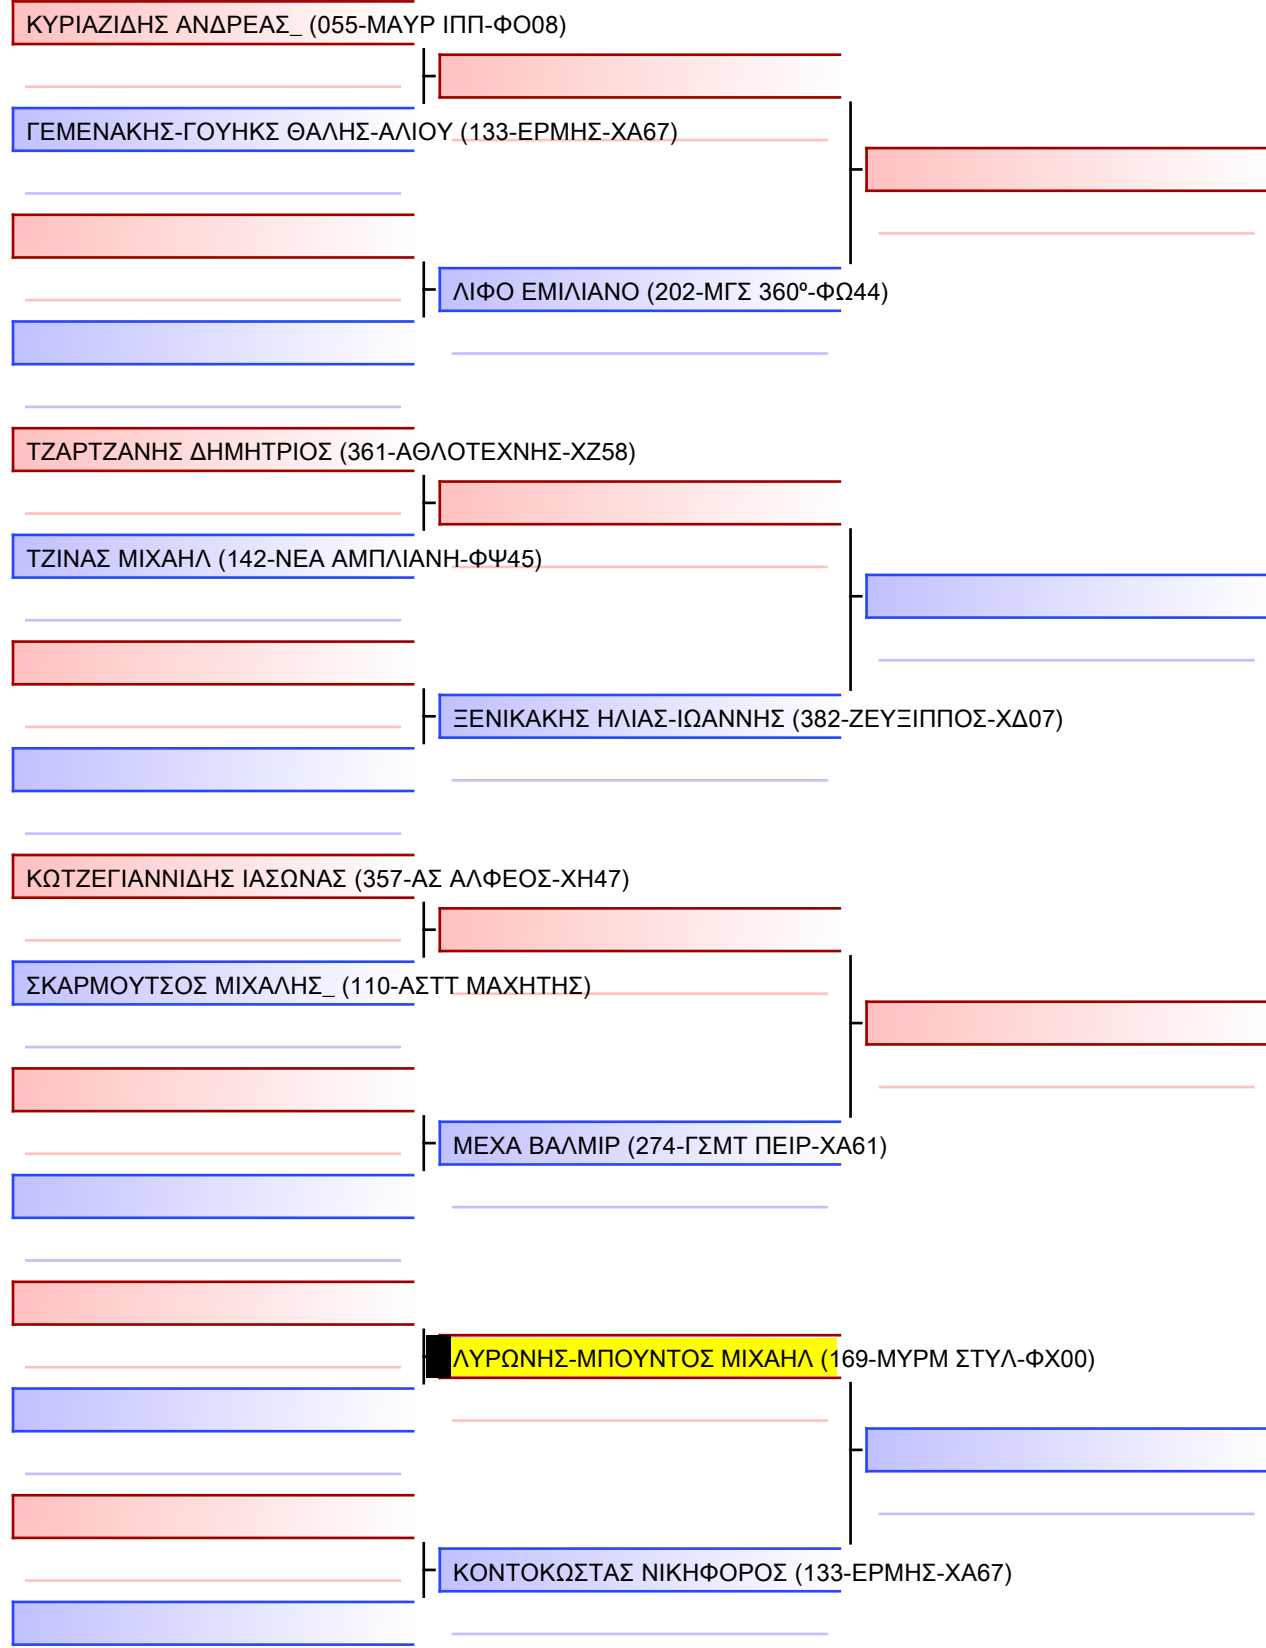 ΚΥΡΙΑΖΙΔΗΣ ΑΝΔΡΕΑΣ_ (055-ΜΑΥΡ ΙΠΠ-ΦΟ08)
ΓΕΜΕΝΑΚΗΣ-ΓΟΥΗΚΣ ΘΑΛΗΣ-ΑΛΙΟΥ (133-ΕΡΜΗΣ-ΧΑ67)
ΛΙΦΟ ΕΜΙΛΙΑΝΟ (202-ΜΓΣ 360º-ΦΩ44)
ΤΖΑΡΤΖΑΝΗΣ ΔΗΜΗΤΡΙΟΣ (361-ΑΘΛΟΤΕΧΝΗΣ-ΧΖ58)
ΤΖΙΝΑΣ ΜΙΧΑΗΛ (142-ΝΕΑ ΑΜΠΛΙΑΝΗ-ΦΨ45)
ΞΕΝΙΚΑΚΗΣ ΗΛΙΑΣ-ΙΩΑΝΝΗΣ (382-ΖΕΥΞΙΠΠΟΣ-ΧΔ07)
ΚΩΤΖΕΓΙΑΝΝΙΔΗΣ ΙΑΣΩΝΑΣ (357-ΑΣ ΑΛΦΕΟΣ-ΧΗ47)
ΣΚΑΡΜΟΥΤΣΟΣ ΜΙΧΑΛΗΣ_ (110-ΑΣΤΤ ΜΑΧΗΤΗΣ)
ΜΕΧΑ ΒΑΛΜΙΡ (274-ΓΣΜΤ ΠΕΙΡ-ΧΑ61)
ΛΥΡΩΝΗΣ-ΜΠΟΥΝΤΟΣ ΜΙΧΑΗΛ (169-ΜΥΡΜ ΣΤΥΛ-ΦΧ00)
ΚΟΝΤΟΚΩΣΤΑΣ ΝΙΚΗΦΟΡΟΣ (133-ΕΡΜΗΣ-ΧΑ67)